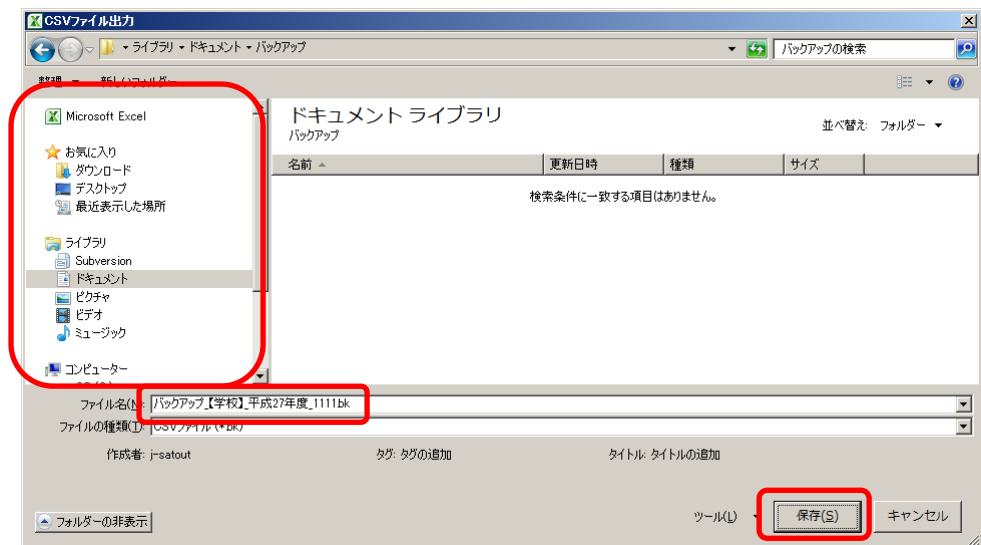 CSVファイル出力
ライブラリ ▸ ドキュメント ▸ バックアップ
バックアップの検索
整理 新しいフォルダー
Microsoft Excel
お気に入り
ダウンロード
デスクトップ
最近表示した場所
ライブラリ
Subversion
ドキュメント
ピクチャ
ビデオ
ミュージック
コンピューター
ドキュメント ライブラリ
バックアップ
並べ替え: フォルダー
名前 更新日時 種類 サイズ
検索条件に一致する項目はありません。
ファイル名(N): バックアップ_【学校】_平成27年度_1111.bk
ファイルの種類(T): CSVファイル (*.bk)
作成者: j-satout タグ: タグの追加 タイトル: タイトルの追加
フォルダーの非表示
ツール(L) 保存(S) キャンセル